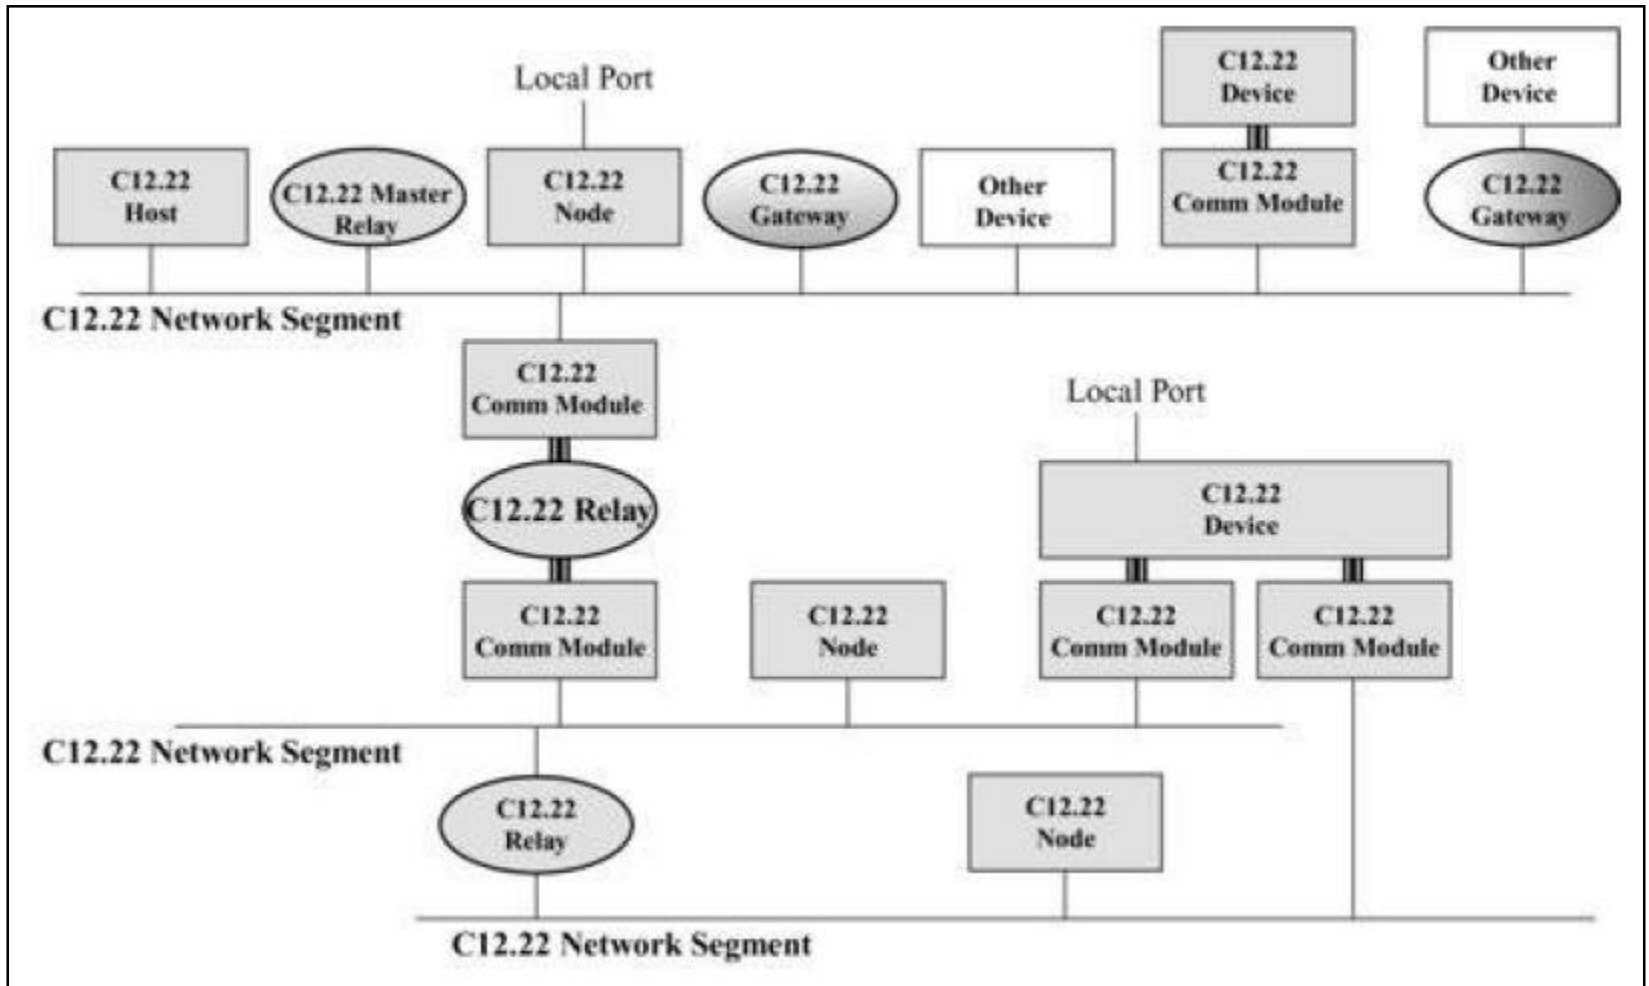 C12.22
Device
Other
Device
Local Port
C12.22
Host
C12.22 Master
Relay
C12.22
Node
C12.22
Gateway
Other
Device
C12.22
Comm Module
C12.22
Gateway
C12.22 Network Segment
C12.22
Comm Module
Local Port
C12.22 Relay
C12.22
Device
C12.22
Comm Module
C12.22
Node
C12.22
Comm Module
C12.22
Comm Module
C12.22 Network Segment
C12.22
Relay
C12.22
Node
C12.22 Network Segment